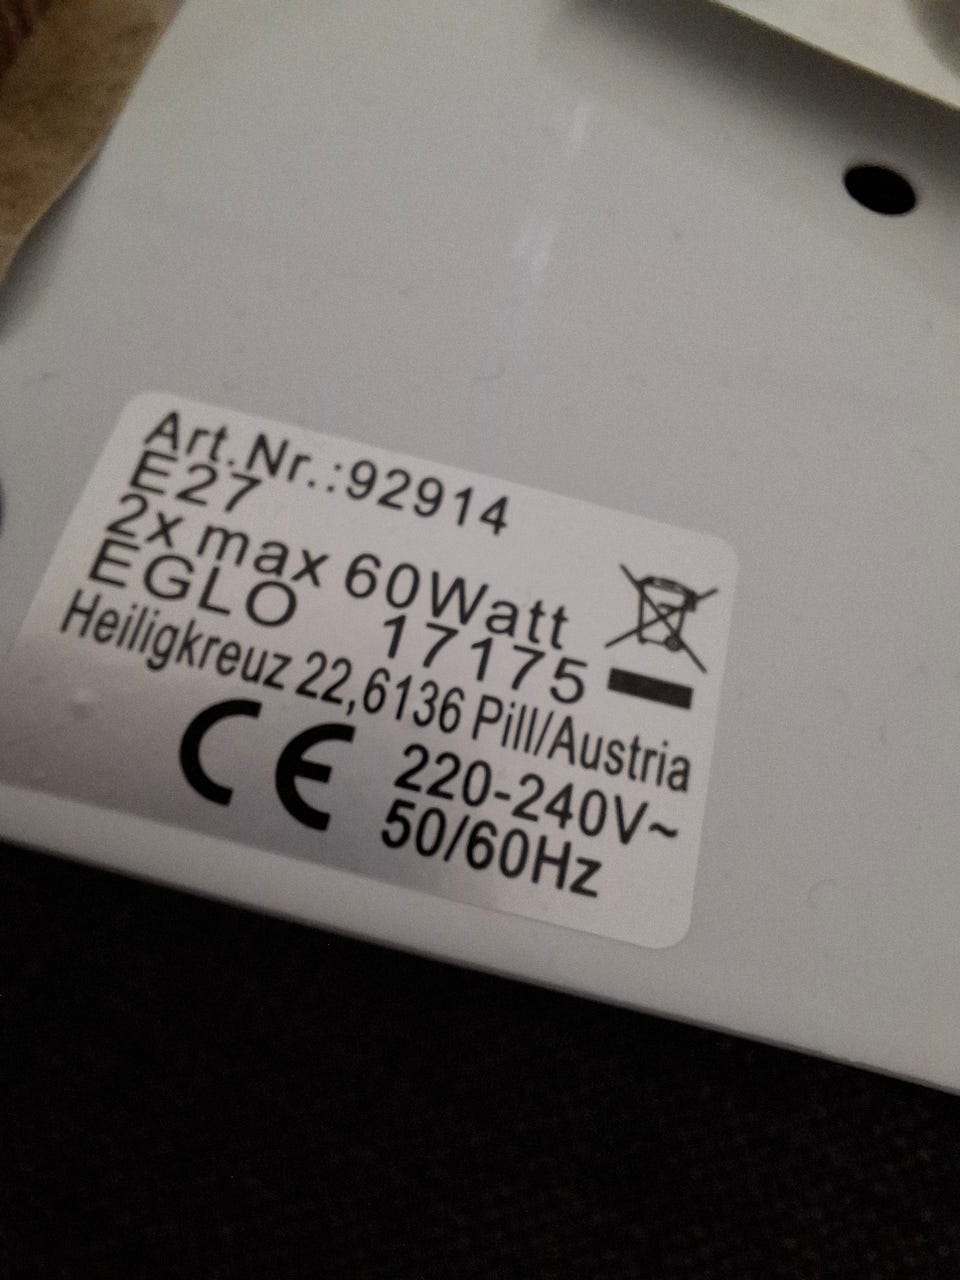 Art.Nr.:92914
E27
2x max 60Watt
EGLO 17175
Heiligkreuz 22,6136 Pill/Austria
CE 220-240V~
50/60Hz